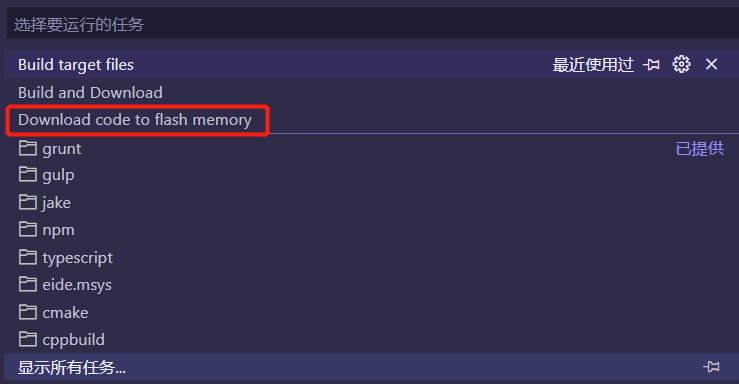 选择要运行的任务
Build target files 最近使用过
Build and Download
Download code to flash memory
grunt 已提供
gulp
jake
npm
typescript
eide.msys
cmake
cppbuild
显示所有任务...